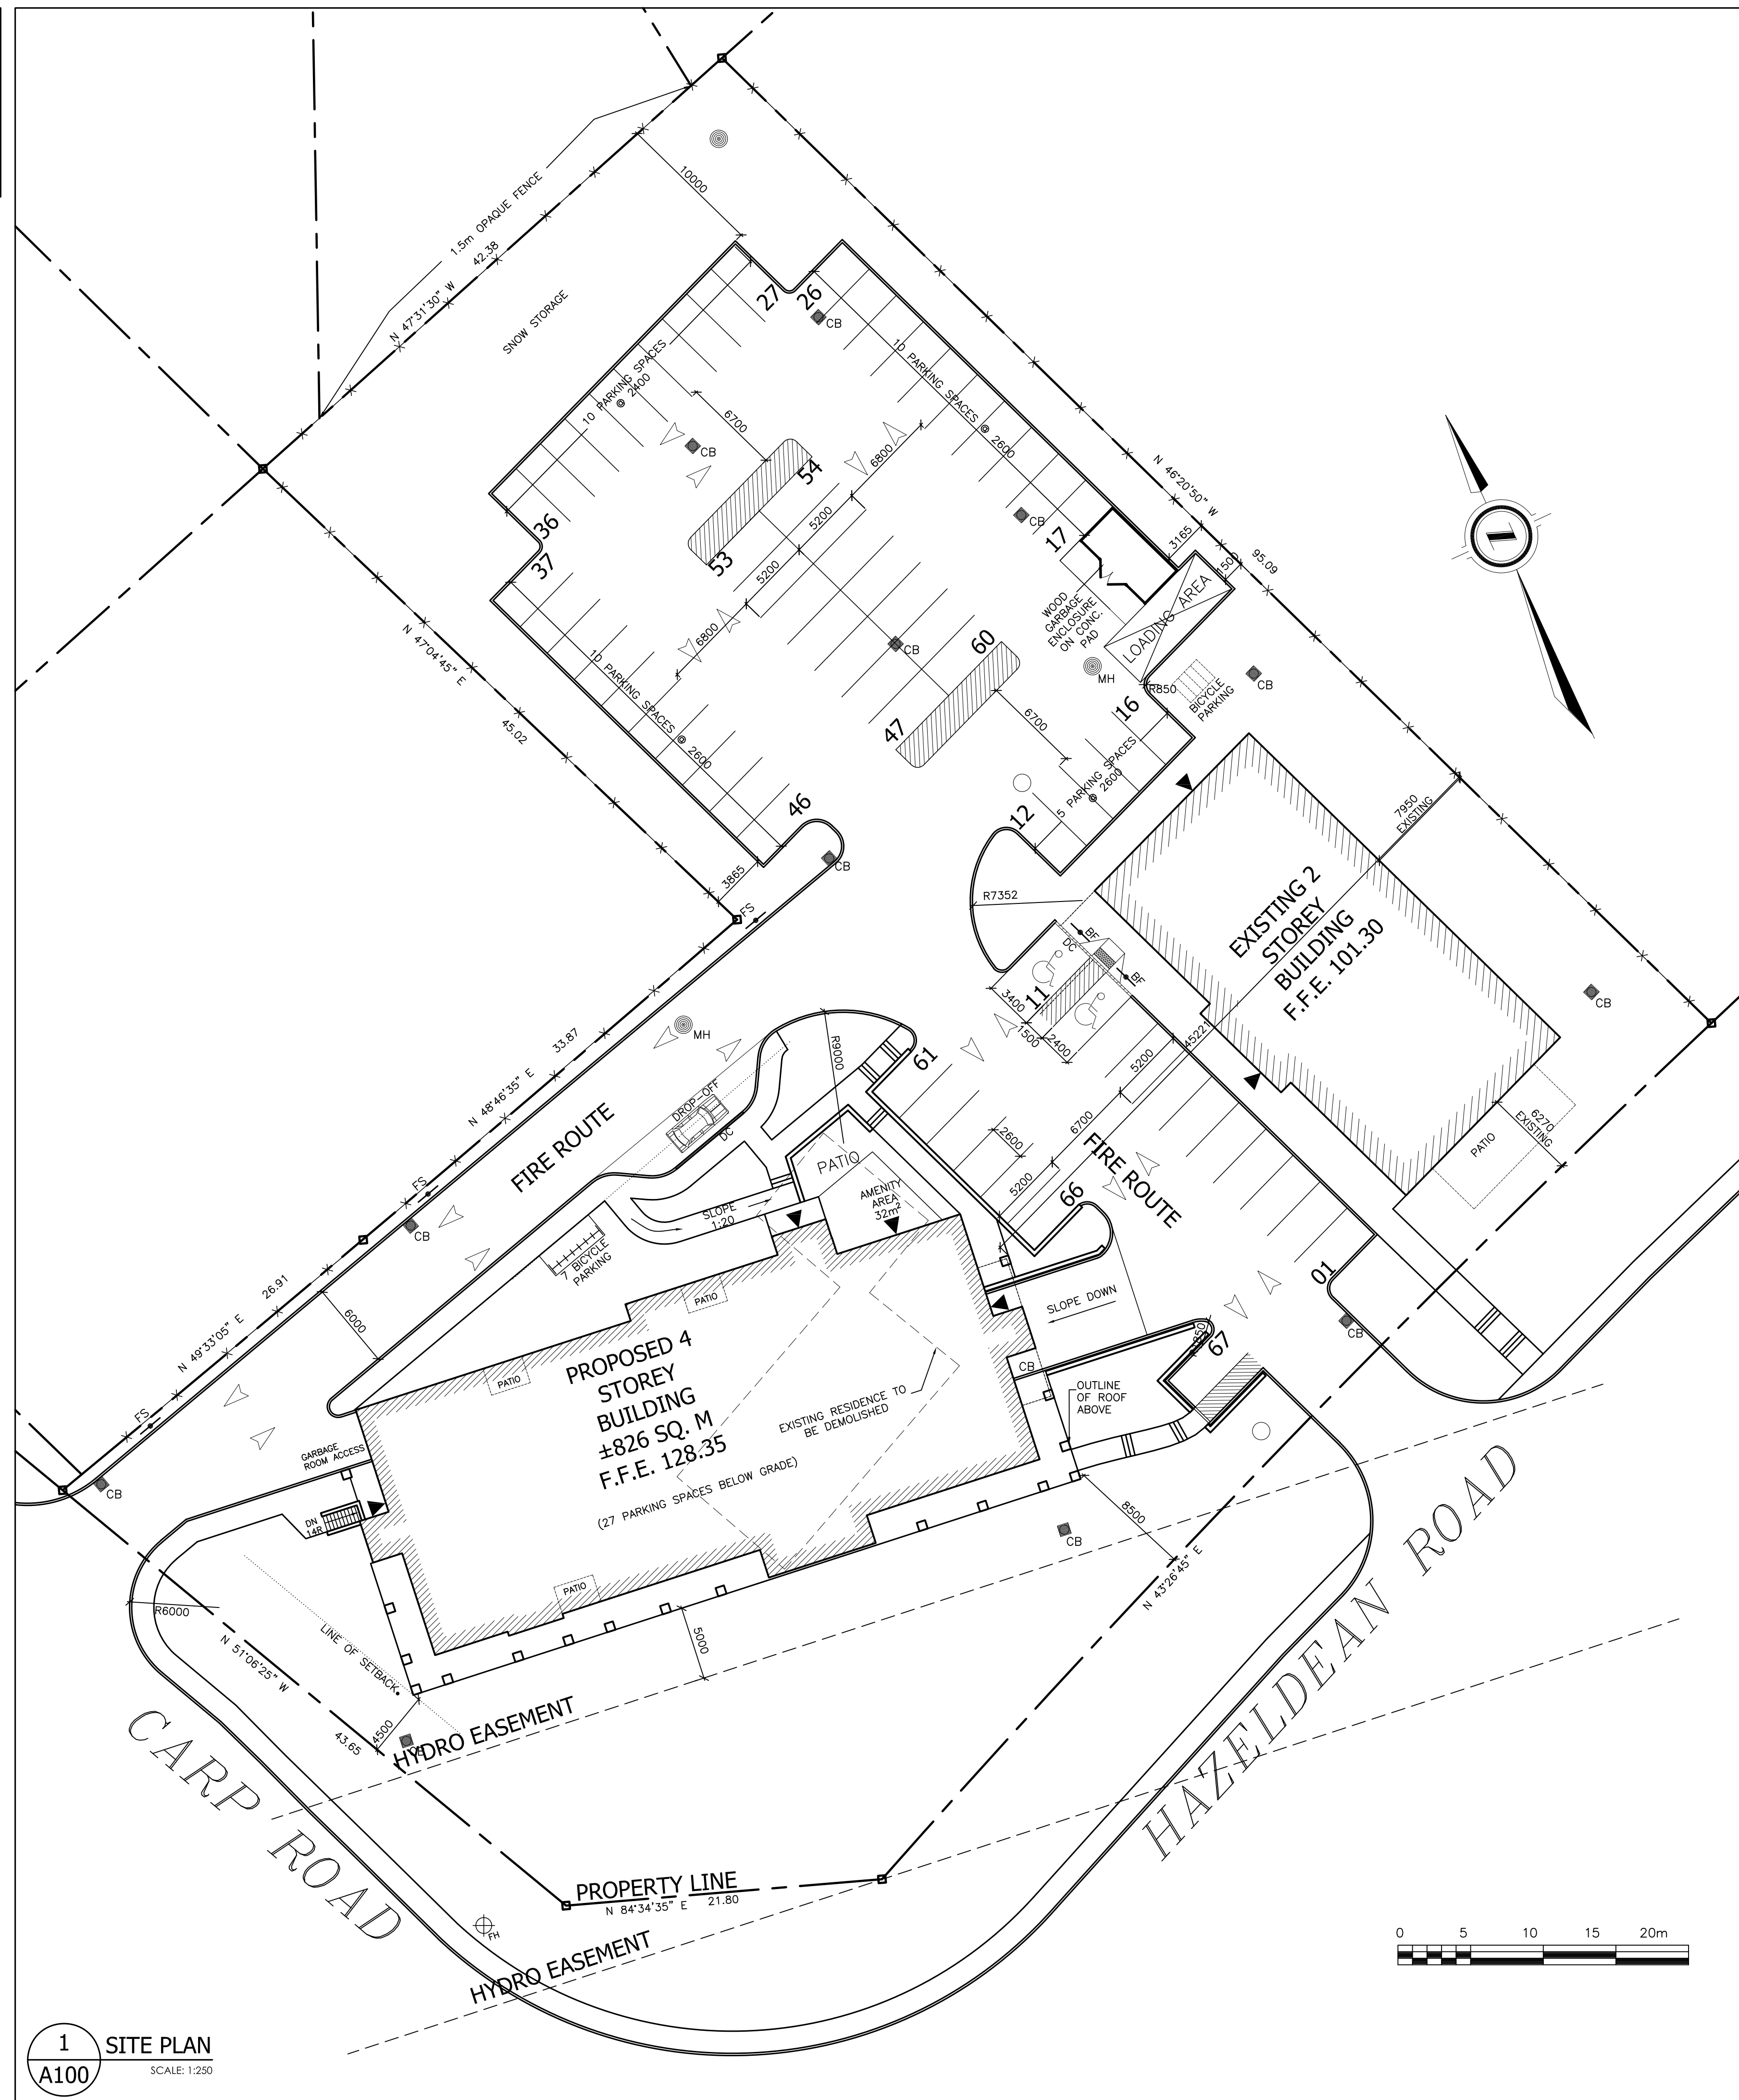 10000
1.5m OPAQUE FENCE
N 47°31'30" W
42.38
SNOW STORAGE
27
26
CB
10 PARKING SPACES
@ 2400
10 PARKING SPACES @ 2600
6700
CB
54
6800
36
37
53
5200
5200
6800
17
CB
3165
1500
N 46°20'50" W
95.09
WOOD
GARBAGE
ENCLOSURE
ON CONC.
PAD
LOADING AREA
MH
R850
BICYCLE
PARKING
CB
60
47
CB
6700
16
5 PARKING SPACES
@ 2600
12
N 47°04'45" E
45.02
10 PARKING SPACES @ 2600
46
CB
3865
FS
R7352
7950
EXISTING
EXISTING 2
STOREY
BUILDING
F.F.E. 101.30
BF
DC
BF
3400
11
1500
2400
45221
5200
6700
CB
6270
EXISTING
PATIO
MH
33.87
N 48°46'35" E
FIRE ROUTE
DROP-OFF
DC
R9000
61
2600
5200
66
FIRE ROUTE
01
CB
PATIO
AMENITY
AREA
32m²
SLOPE
1:20
7 BICYCLE
PARKING
FS
CB
26.91
N 49°33'05" E
6000
FS
CB
PATIO
PATIO
PATIO
PROPOSED 4
STOREY
BUILDING
±826 SQ. M
F.F.E. 128.35
(27 PARKING SPACES BELOW GRADE)
EXISTING RESIDENCE TO
BE DEMOLISHED
SLOPE DOWN
R1850
67
CB
OUTLINE
OF ROOF
ABOVE
GARBAGE
ROOM ACCESS
DN
14R
R6000
N 51°06'25" W
43.65
LINE OF SETBACK
4500
CB
5000
8500
CB
N 43°26'45" E
HYDRO EASEMENT
CARP ROAD
HAZELDEAN ROAD
PROPERTY LINE
N 84°34'35" E 21.80
FH
HYDRO EASEMENT
0 5 10 15 20m
1
A100
SITE PLAN
SCALE: 1:250